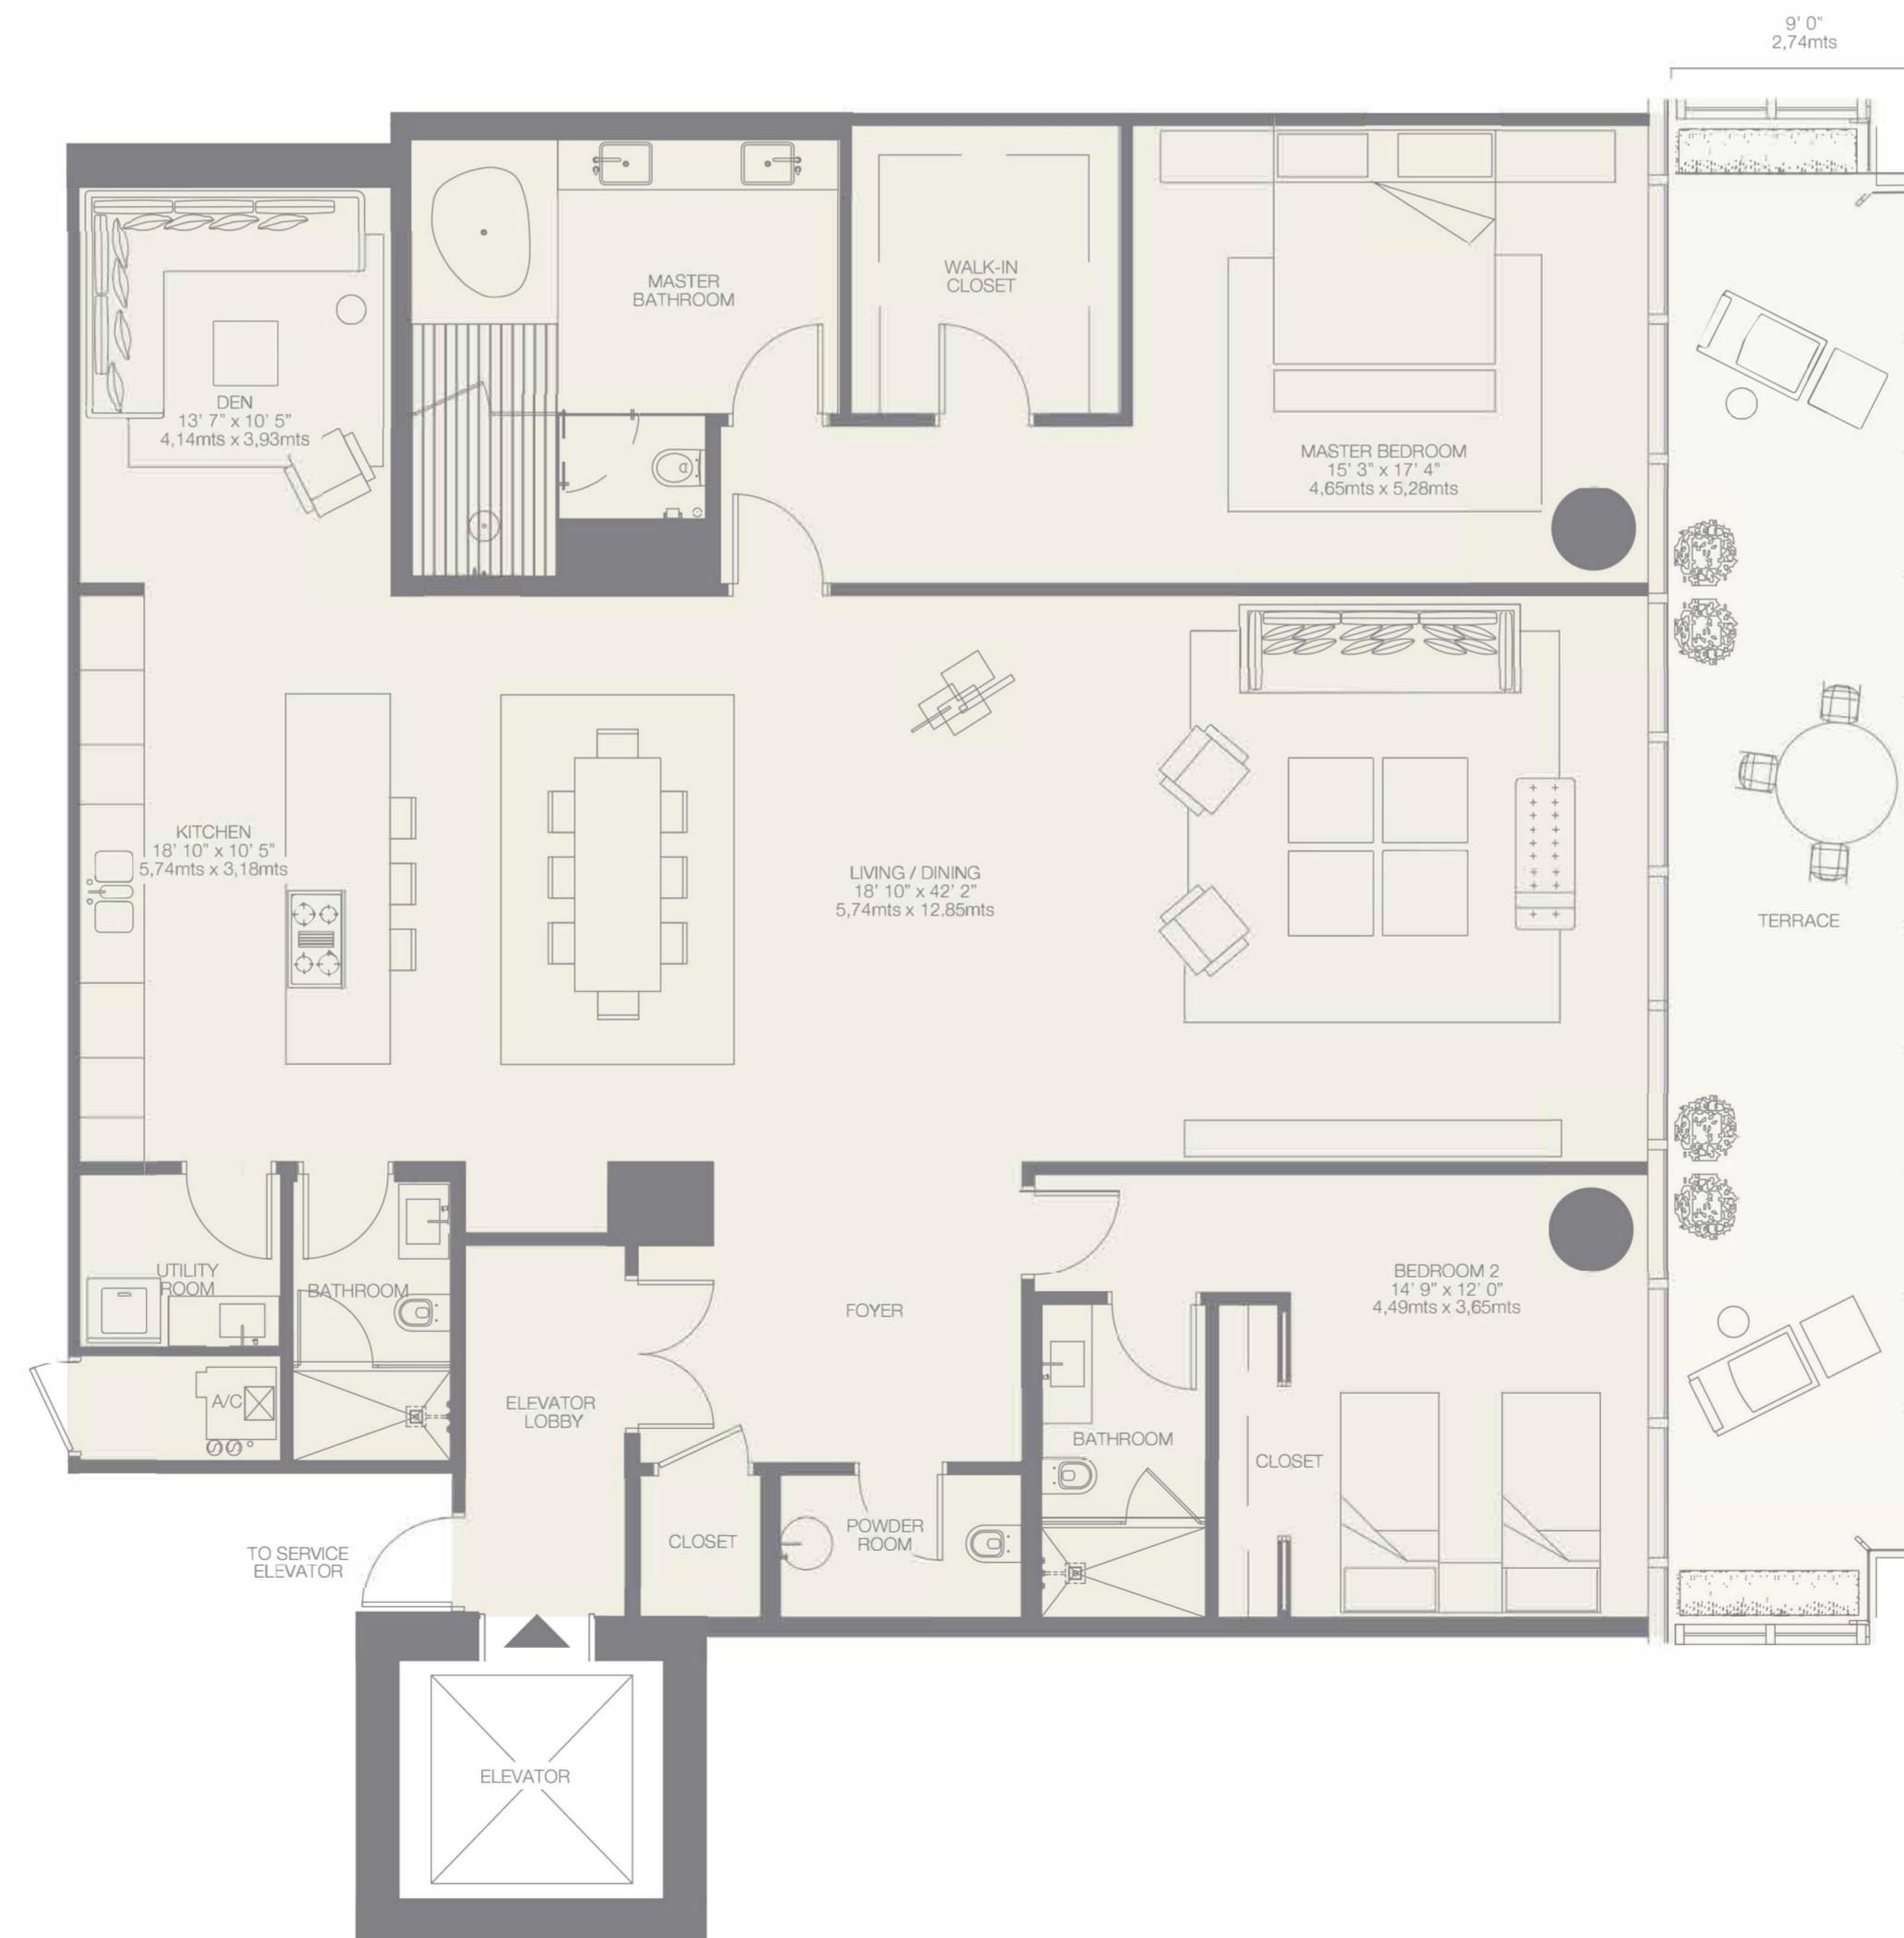 9' 0"
2,74mts
MASTER
BATHROOM
WALK-IN
CLOSET
DEN
13' 7" x 10' 5"
4,14mts x 3,93mts
MASTER BEDROOM
15' 3" x 17' 4"
4,65mts x 5,28mts
KITCHEN
18' 10" x 10' 5"
5,74mts x 3,18mts
LIVING / DINING
18' 10" x 42' 2"
5,74mts x 12,85mts
TERRACE
UTILITY
ROOM
BATHROOM
FOYER
BEDROOM 2
14' 9" x 12' 0"
4,49mts x 3,65mts
A/C
ELEVATOR
LOBBY
BATHROOM
CLOSET
TO SERVICE
ELEVATOR
CLOSET
POWDER
ROOM
ELEVATOR